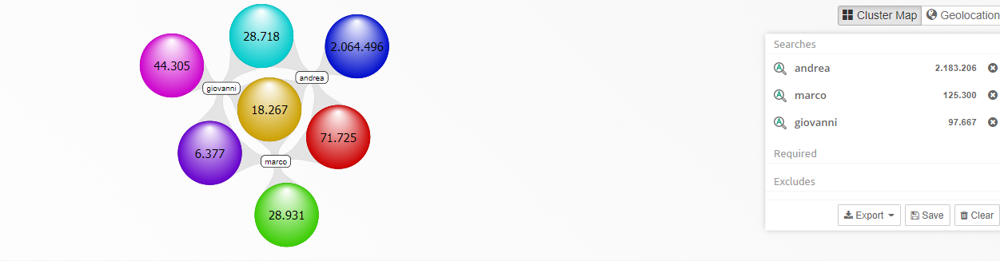 28.718
2.064.496
44.305
andrea
giovanni
18.267
71.725
6.377
marco
28.931
Cluster Map
Geolocation
Searches
andrea 2.183.206
marco 125.300
giovanni 97.667
Required
Excludes
Export Save Clear